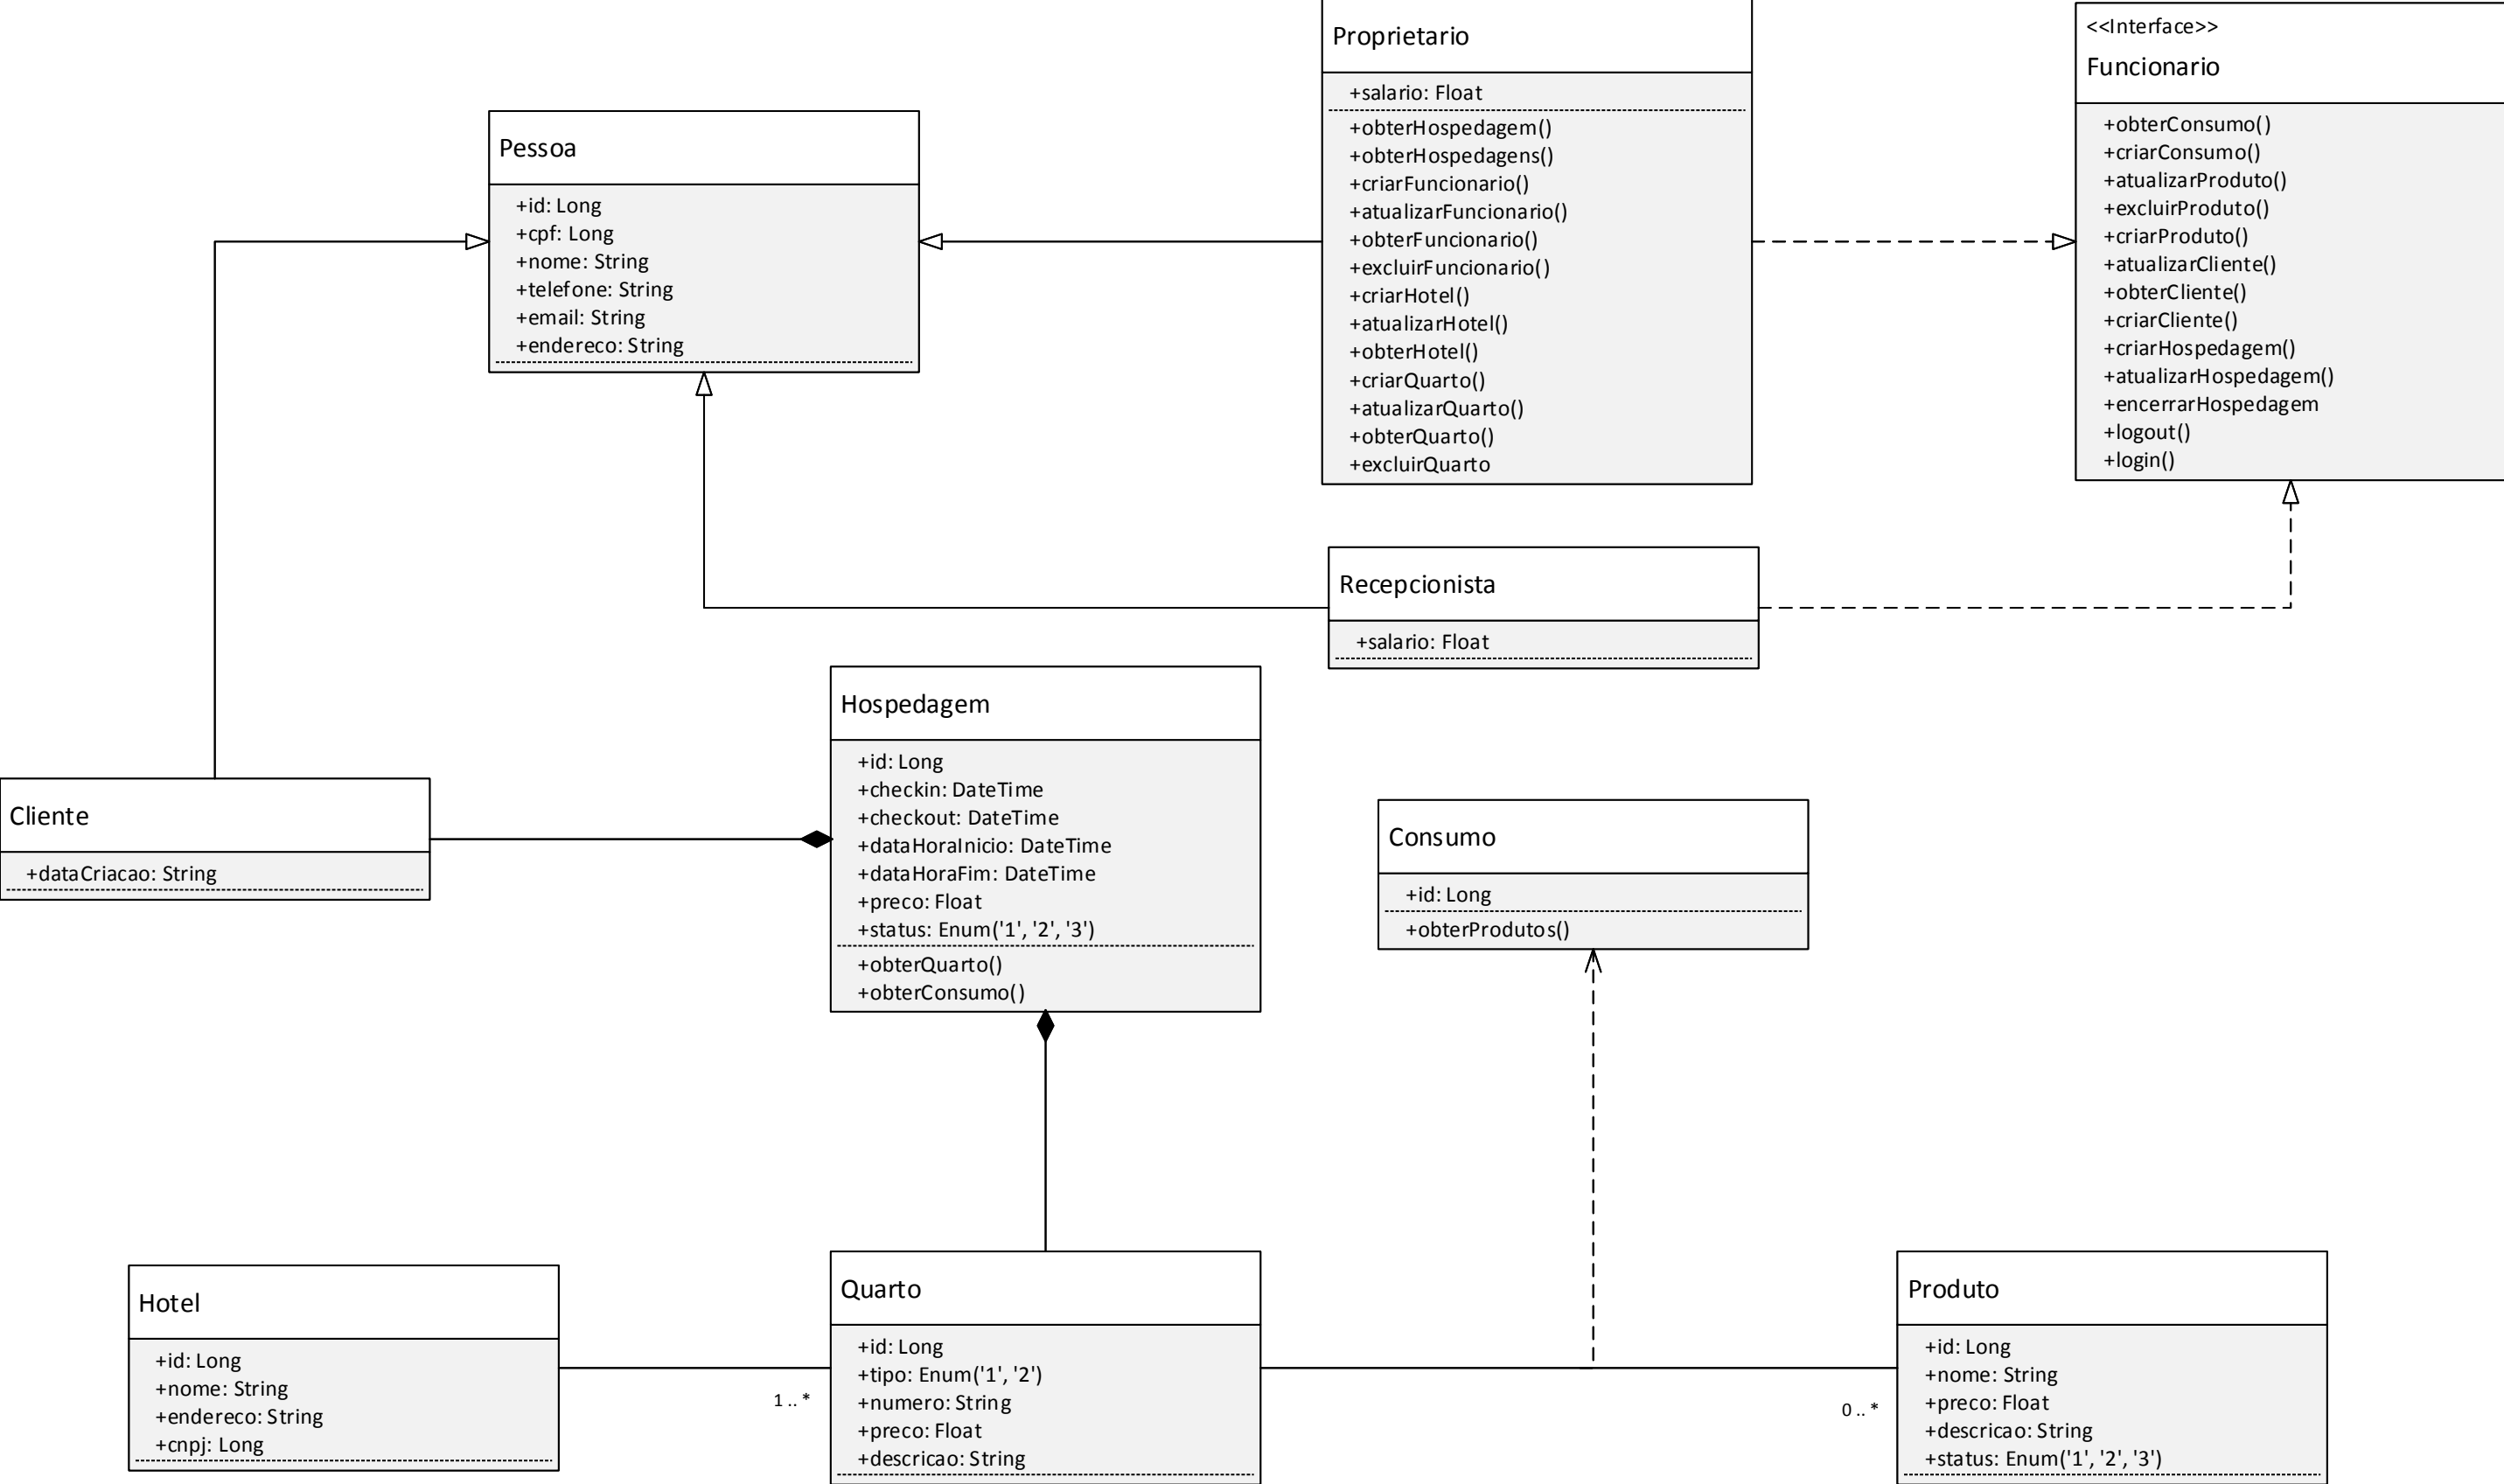 Proprietario
+salario: Float
+obterHospedagem()
+obterHospedagens()
+criarFuncionario()
+atualizarFuncionario()
+obterFuncionario()
+excluirFuncionario()
+criarHotel()
+atualizarHotel()
+obterHotel()
+criarQuarto()
+atualizarQuarto()
+obterQuarto()
+excluirQuarto
<<Interface>>
Funcionario
+obterConsumo()
+criarConsumo()
+atualizarProduto()
+excluirProduto()
+criarProduto()
+atualizarCliente()
+obterCliente()
+criarCliente()
+criarHospedagem()
+atualizarHospedagem()
+encerrarHospedagem
+logout()
+login()
Pessoa
+id: Long
+cpf: Long
+nome: String
+telefone: String
+email: String
+endereco: String
Recepcionista
+salario: Float
Hospedagem
+id: Long
+checkin: DateTime
+checkout: DateTime
+dataHoraInicio: DateTime
+dataHoraFim: DateTime
+preco: Float
+status: Enum('1', '2', '3')
+obterQuarto()
+obterConsumo()
Cliente
+dataCriacao: String
Consumo
+id: Long
+obterProdutos()
Hotel
+id: Long
+nome: String
+endereco: String
+cnpj: Long
1 .. *
Quarto
+id: Long
+tipo: Enum('1', '2')
+numero: String
+preco: Float
+descricao: String
0 .. *
Produto
+id: Long
+nome: String
+preco: Float
+descricao: String
+status: Enum('1', '2', '3')